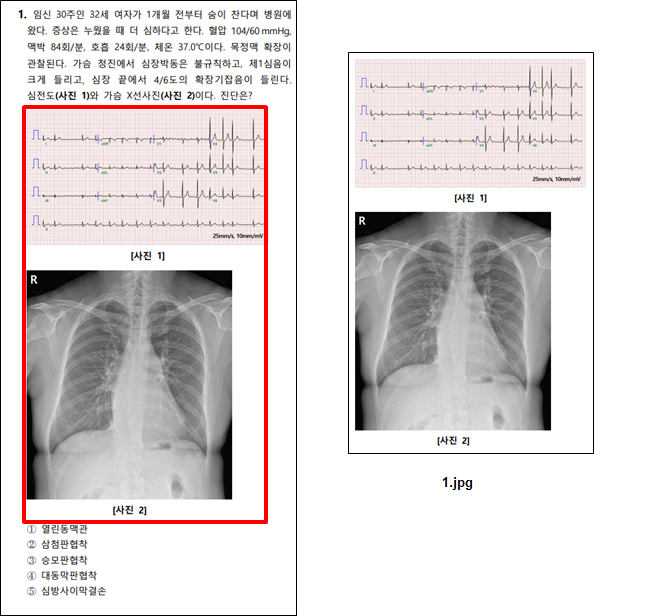 1. 임신 30주인 32세 여자가 1개월 전부터 숨이 찬다며 병원에
왔다. 증상은 누웠을 때 더 심하다고 한다. 혈압 104/60 mmHg,
맥박 84회/분, 호흡 24회/분, 체온 37.0℃이다. 목정맥 확장이
관찰된다. 가슴 청진에서 심장박동은 불규칙하고, 제1심음이
크게 들리고, 심장 끝에서 4/6도의 확장기잡음이 들린다.
심전도(사진 1)와 가슴 X선사진(사진 2)이다. 진단은?
I aVR V1
II aVL V2
III aVF V3
II
25mm/s, 10mm/mV
[사진 1]
R
[사진 2]
① 열린동맥관
② 삼첨판협착
③ 승모판협착
④ 대동막판협착
⑤ 심방사이막결손
25mm/s, 10mm/mV
[사진 1]
R
[사진 2]
1.jpg